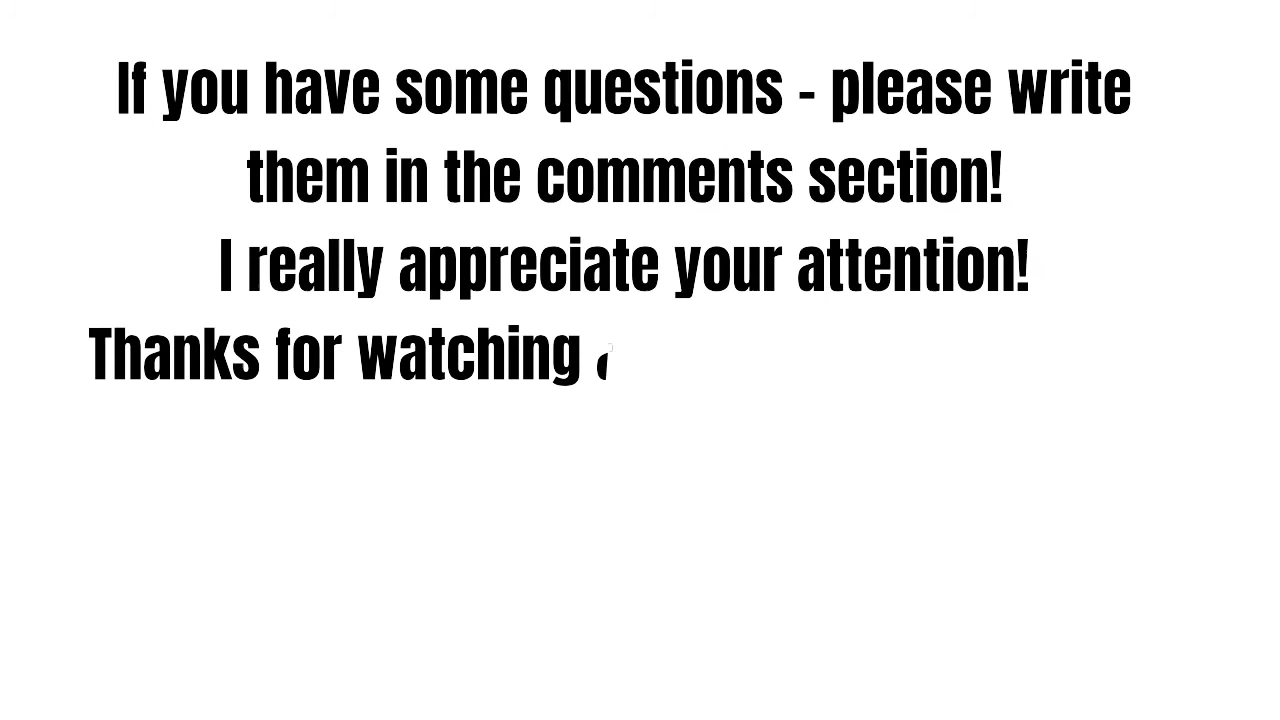 If you have some questions - please write
them in the comments section!
I really appreciate your attention!
Thanks for watching